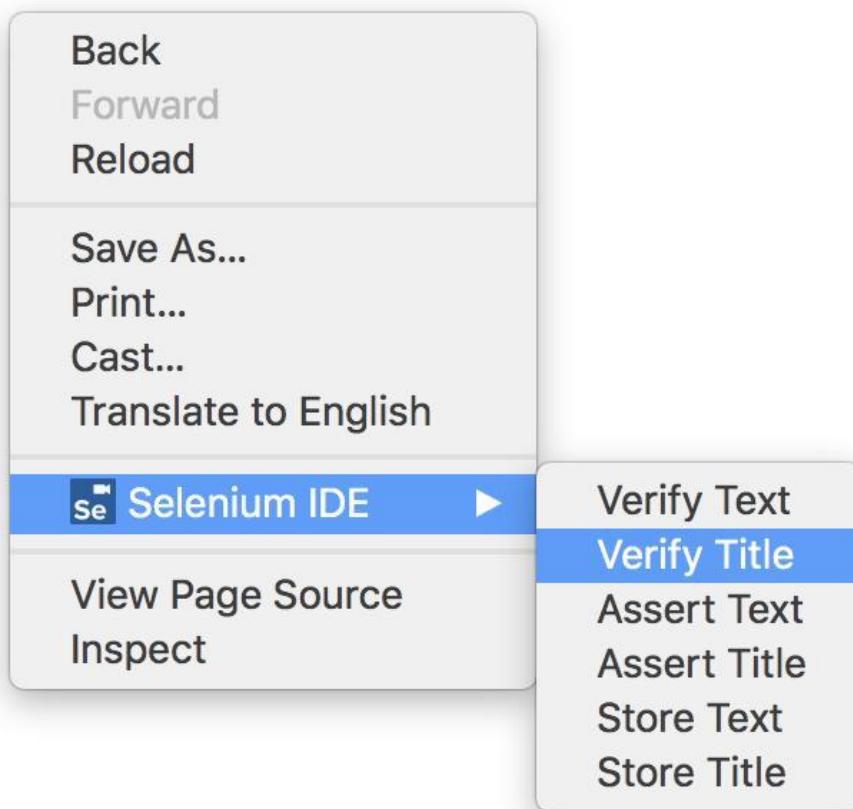 Back
Forward
Reload
Save As...
Print...
Cast...
Translate to English
Se Selenium IDE
Verify Text
Verify Title
Assert Text
Assert Title
Store Text
Store Title
View Page Source
Inspect